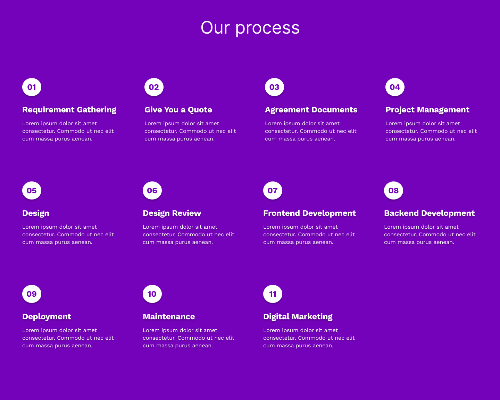 Our process
01
Requirement Gathering
Lorem ipsum dolor sit amet
consectetur. Commodo ut nec elit
cum massa purus aenean.
02
Give You a Quote
Lorem ipsum dolor sit amet
consectetur. Commodo ut nec elit
cum massa purus aenean.
03
Agreement Documents
Lorem ipsum dolor sit amet
consectetur. Commodo ut nec elit
cum massa purus aenean.
04
Project Management
Lorem ipsum dolor sit amet
consectetur. Commodo ut nec elit
cum massa purus aenean.
05
Design
Lorem ipsum dolor sit amet
consectetur. Commodo ut nec elit
cum massa purus aenean.
06
Design Review
Lorem ipsum dolor sit amet
consectetur. Commodo ut nec elit
cum massa purus aenean.
07
Frontend Development
Lorem ipsum dolor sit amet
consectetur. Commodo ut nec elit
cum massa purus aenean.
08
Backend Development
Lorem ipsum dolor sit amet
consectetur. Commodo ut nec elit
cum massa purus aenean.
09
Deployment
Lorem ipsum dolor sit amet
consectetur. Commodo ut nec elit
cum massa purus aenean.
10
Maintenance
Lorem ipsum dolor sit amet
consectetur. Commodo ut nec elit
cum massa purus aenean.
11
Digital Marketing
Lorem ipsum dolor sit amet
consectetur. Commodo ut nec elit
cum massa purus aenean.